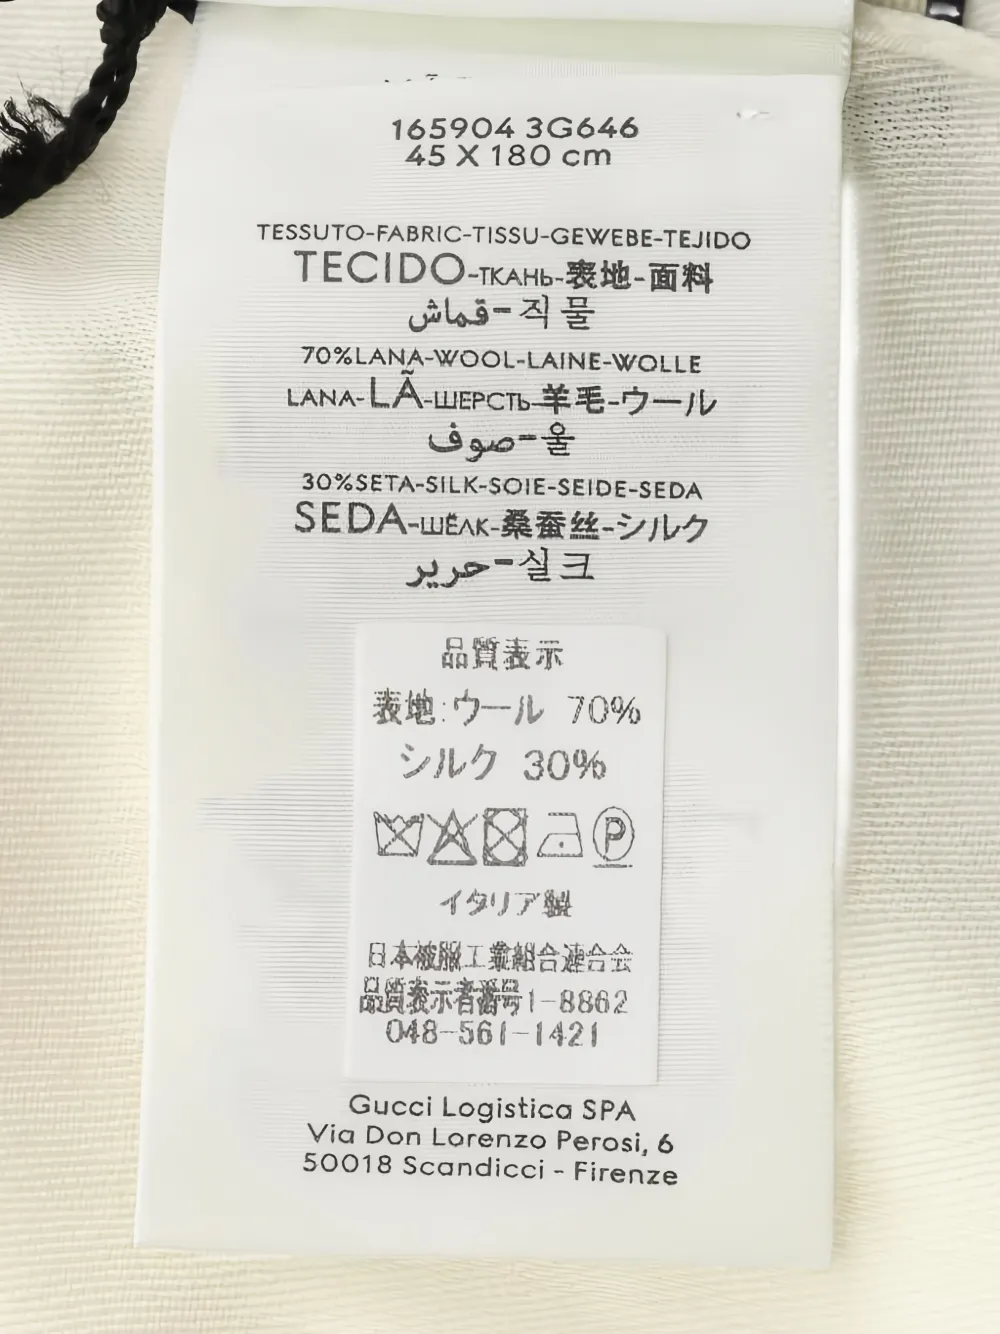 165904 3G646
45 X 180 cm
TESSUTO-FABRIC-TISSU-GEWEBE-TEJIDO
TECIDO-ТКАНЬ-表地-面料
قماش-직물
70%LANA-WOOL-LAINE-WOLLE
LANA-LÃ-ШЕРСТЬ-羊毛-ウール
صوف-울
30%SETA-SILK-SOIE-SEIDE-SEDA
SEDA-ШЁЛК-桑蚕丝-シルク
حرير-실크
品質表示
表地:ウール 70%
シルク 30%
P
イタリア製
日本被服工業組合連合会
品質表示者番号1-8862
048-561-1421
Gucci Logistica SPA
Via Don Lorenzo Perosi, 6
50018 Scandicci - Firenze